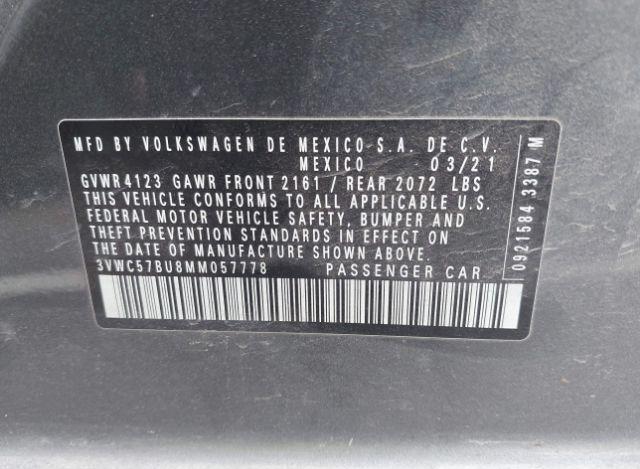 MFD BY VOLKSWAGEN DE MEXICO S.A. DE C.V.
MEXICO 03/21
GVWR 4123 GAWR FRONT 2161 / REAR 2072 LBS
THIS VEHICLE CONFORMS TO ALL APPLICABLE U.S.
FEDERAL MOTOR VEHICLE SAFETY, BUMPER AND
THEFT PREVENTION STANDARDS IN EFFECT ON
THE DATE OF MANUFACTURE SHOWN ABOVE.
3VWC57BU8MM057778 PASSENGER CAR
0921584 3387 M